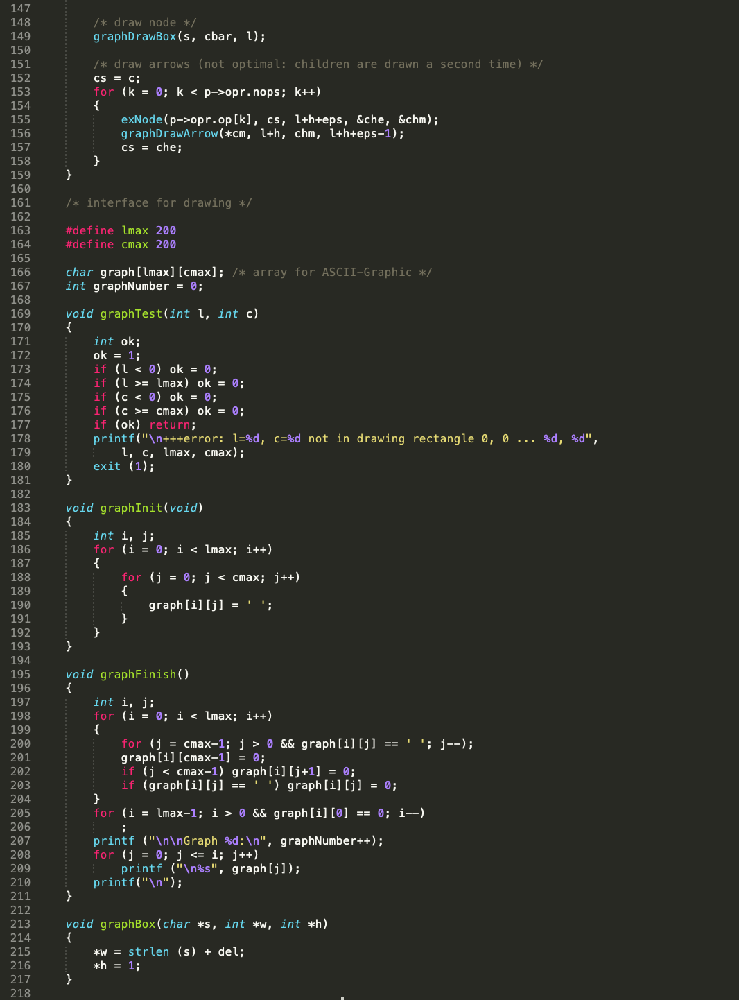 147
148 /* draw node */
149 graphDrawBox(s, cbar, l);
150
151 /* draw arrows (not optimal: children are drawn a second time) */
152 cs = c;
153 for (k = 0; k < p->opr.nops; k++)
154 {
155 exNode(p->opr.op[k], cs, l+h+eps, &che, &chm);
156 graphDrawArrow(*cm, l+h, chm, l+h+eps-1);
157 cs = che;
158 }
159 }
160
161 /* interface for drawing */
162
163 #define lmax 200
164 #define cmax 200
165
166 char graph[lmax][cmax]; /* array for ASCII-Graphic */
167 int graphNumber = 0;
168
169 void graphTest(int l, int c)
170 {
171 int ok;
172 ok = 1;
173 if (l < 0) ok = 0;
174 if (l >= lmax) ok = 0;
175 if (c < 0) ok = 0;
176 if (c >= cmax) ok = 0;
177 if (ok) return;
178 printf("\n+++error: l=%d, c=%d not in drawing rectangle 0, 0 ... %d, %d",
179 l, c, lmax, cmax);
180 exit (1);
181 }
182
183 void graphInit(void)
184 {
185 int i, j;
186 for (i = 0; i < lmax; i++)
187 {
188 for (j = 0; j < cmax; j++)
189 {
190 graph[i][j] = ' ';
191 }
192 }
193 }
194
195 void graphFinish()
196 {
197 int i, j;
198 for (i = 0; i < lmax; i++)
199 {
200 for (j = cmax-1; j > 0 && graph[i][j] == ' '; j--);
201 graph[i][cmax-1] = 0;
202 if (j < cmax-1) graph[i][j+1] = 0;
203 if (graph[i][j] == ' ') graph[i][j] = 0;
204 }
205 for (i = lmax-1; i > 0 && graph[i][0] == 0; i--)
206 ;
207 printf ("\n\nGraph %d:\n", graphNumber++);
208 for (j = 0; j <= i; j++)
209 printf ("\n%s", graph[j]);
210 printf("\n");
211 }
212
213 void graphBox(char *s, int *w, int *h)
214 {
215 *w = strlen (s) + del;
216 *h = 1;
217 }
218